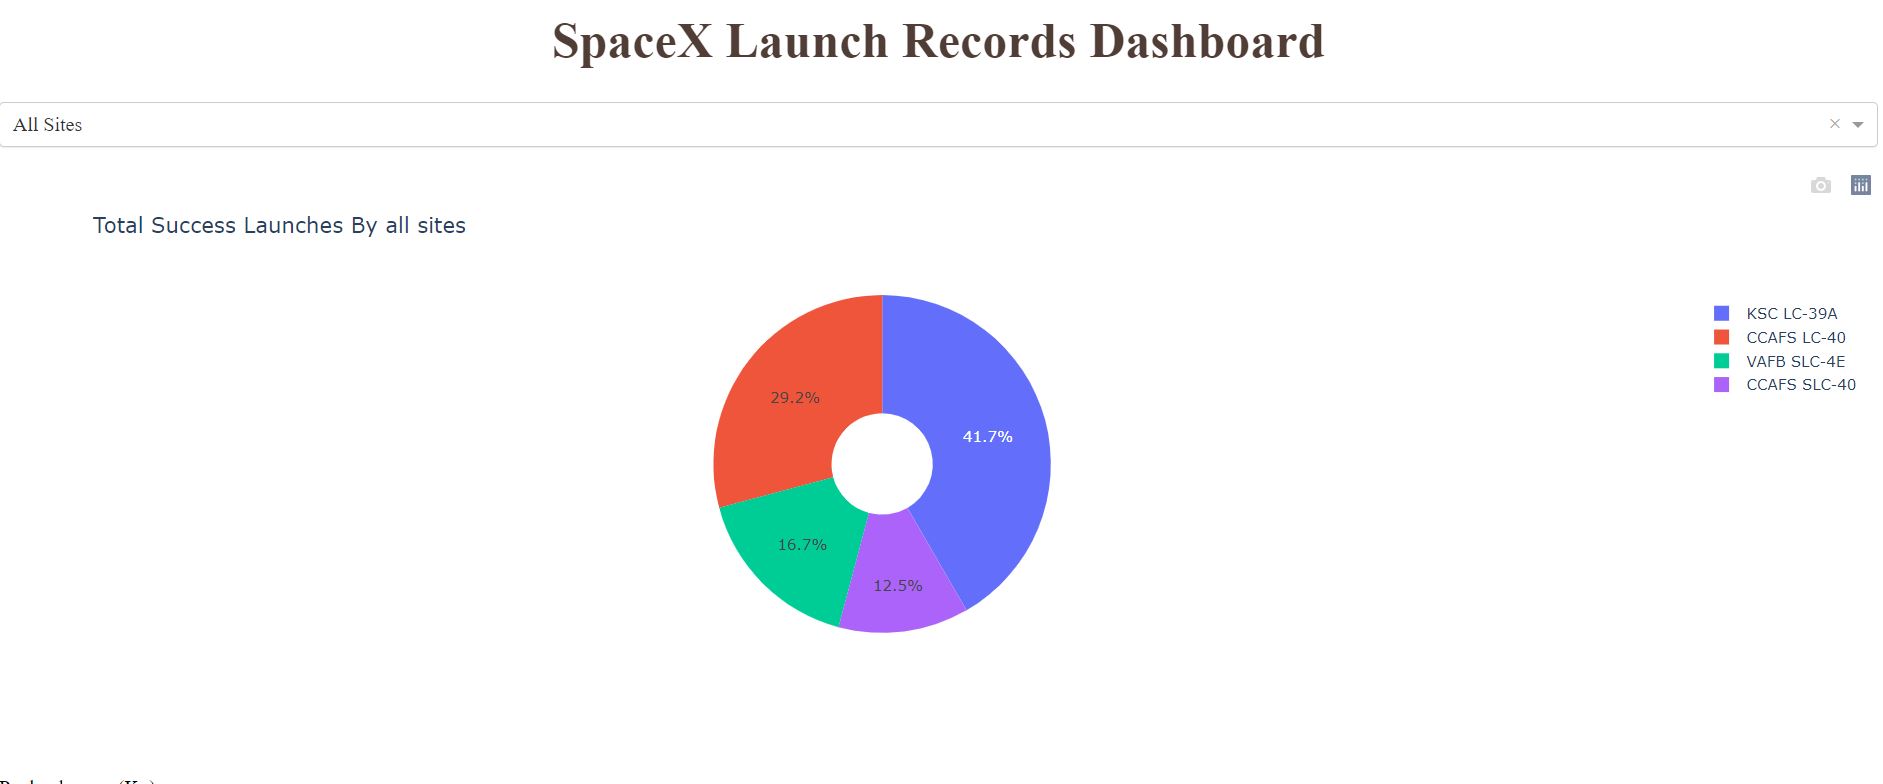 SpaceX Launch Records Dashboard
All Sites
Total Success Launches By all sites
KSC LC-39A
CCAFS LC-40
VAFB SLC-4E
CCAFS SLC-40
29.2%
41.7%
16.7%
12.5%